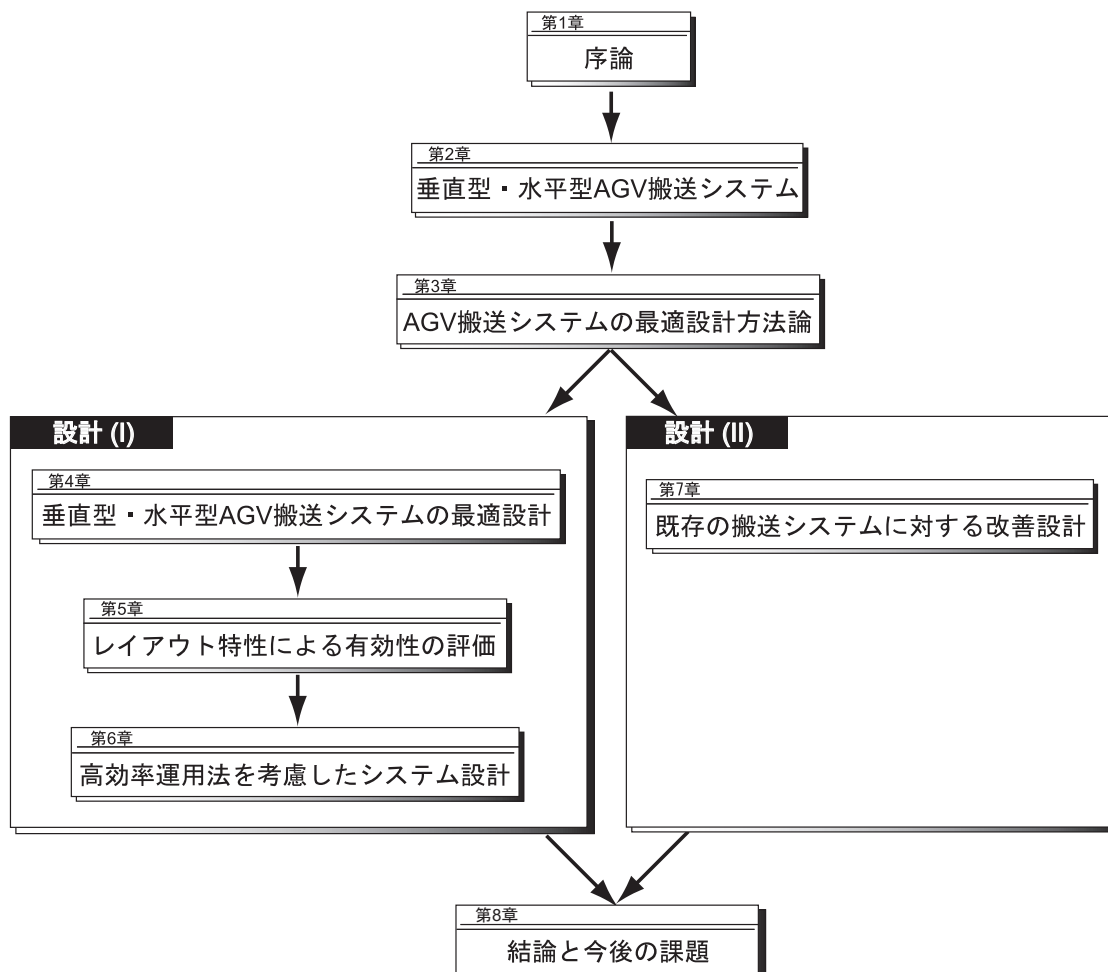 第1章
序論
第2章
垂直型・水平型AGV搬送システム
第3章
AGV搬送システムの最適設計方法論
設計 (I)
第4章
垂直型・水平型AGV搬送システムの最適設計
第5章
レイアウト特性による有効性の評価
第6章
高効率運用法を考慮したシステム設計
設計 (II)
第7章
既存の搬送システムに対する改善設計
第8章
結論と今後の課題